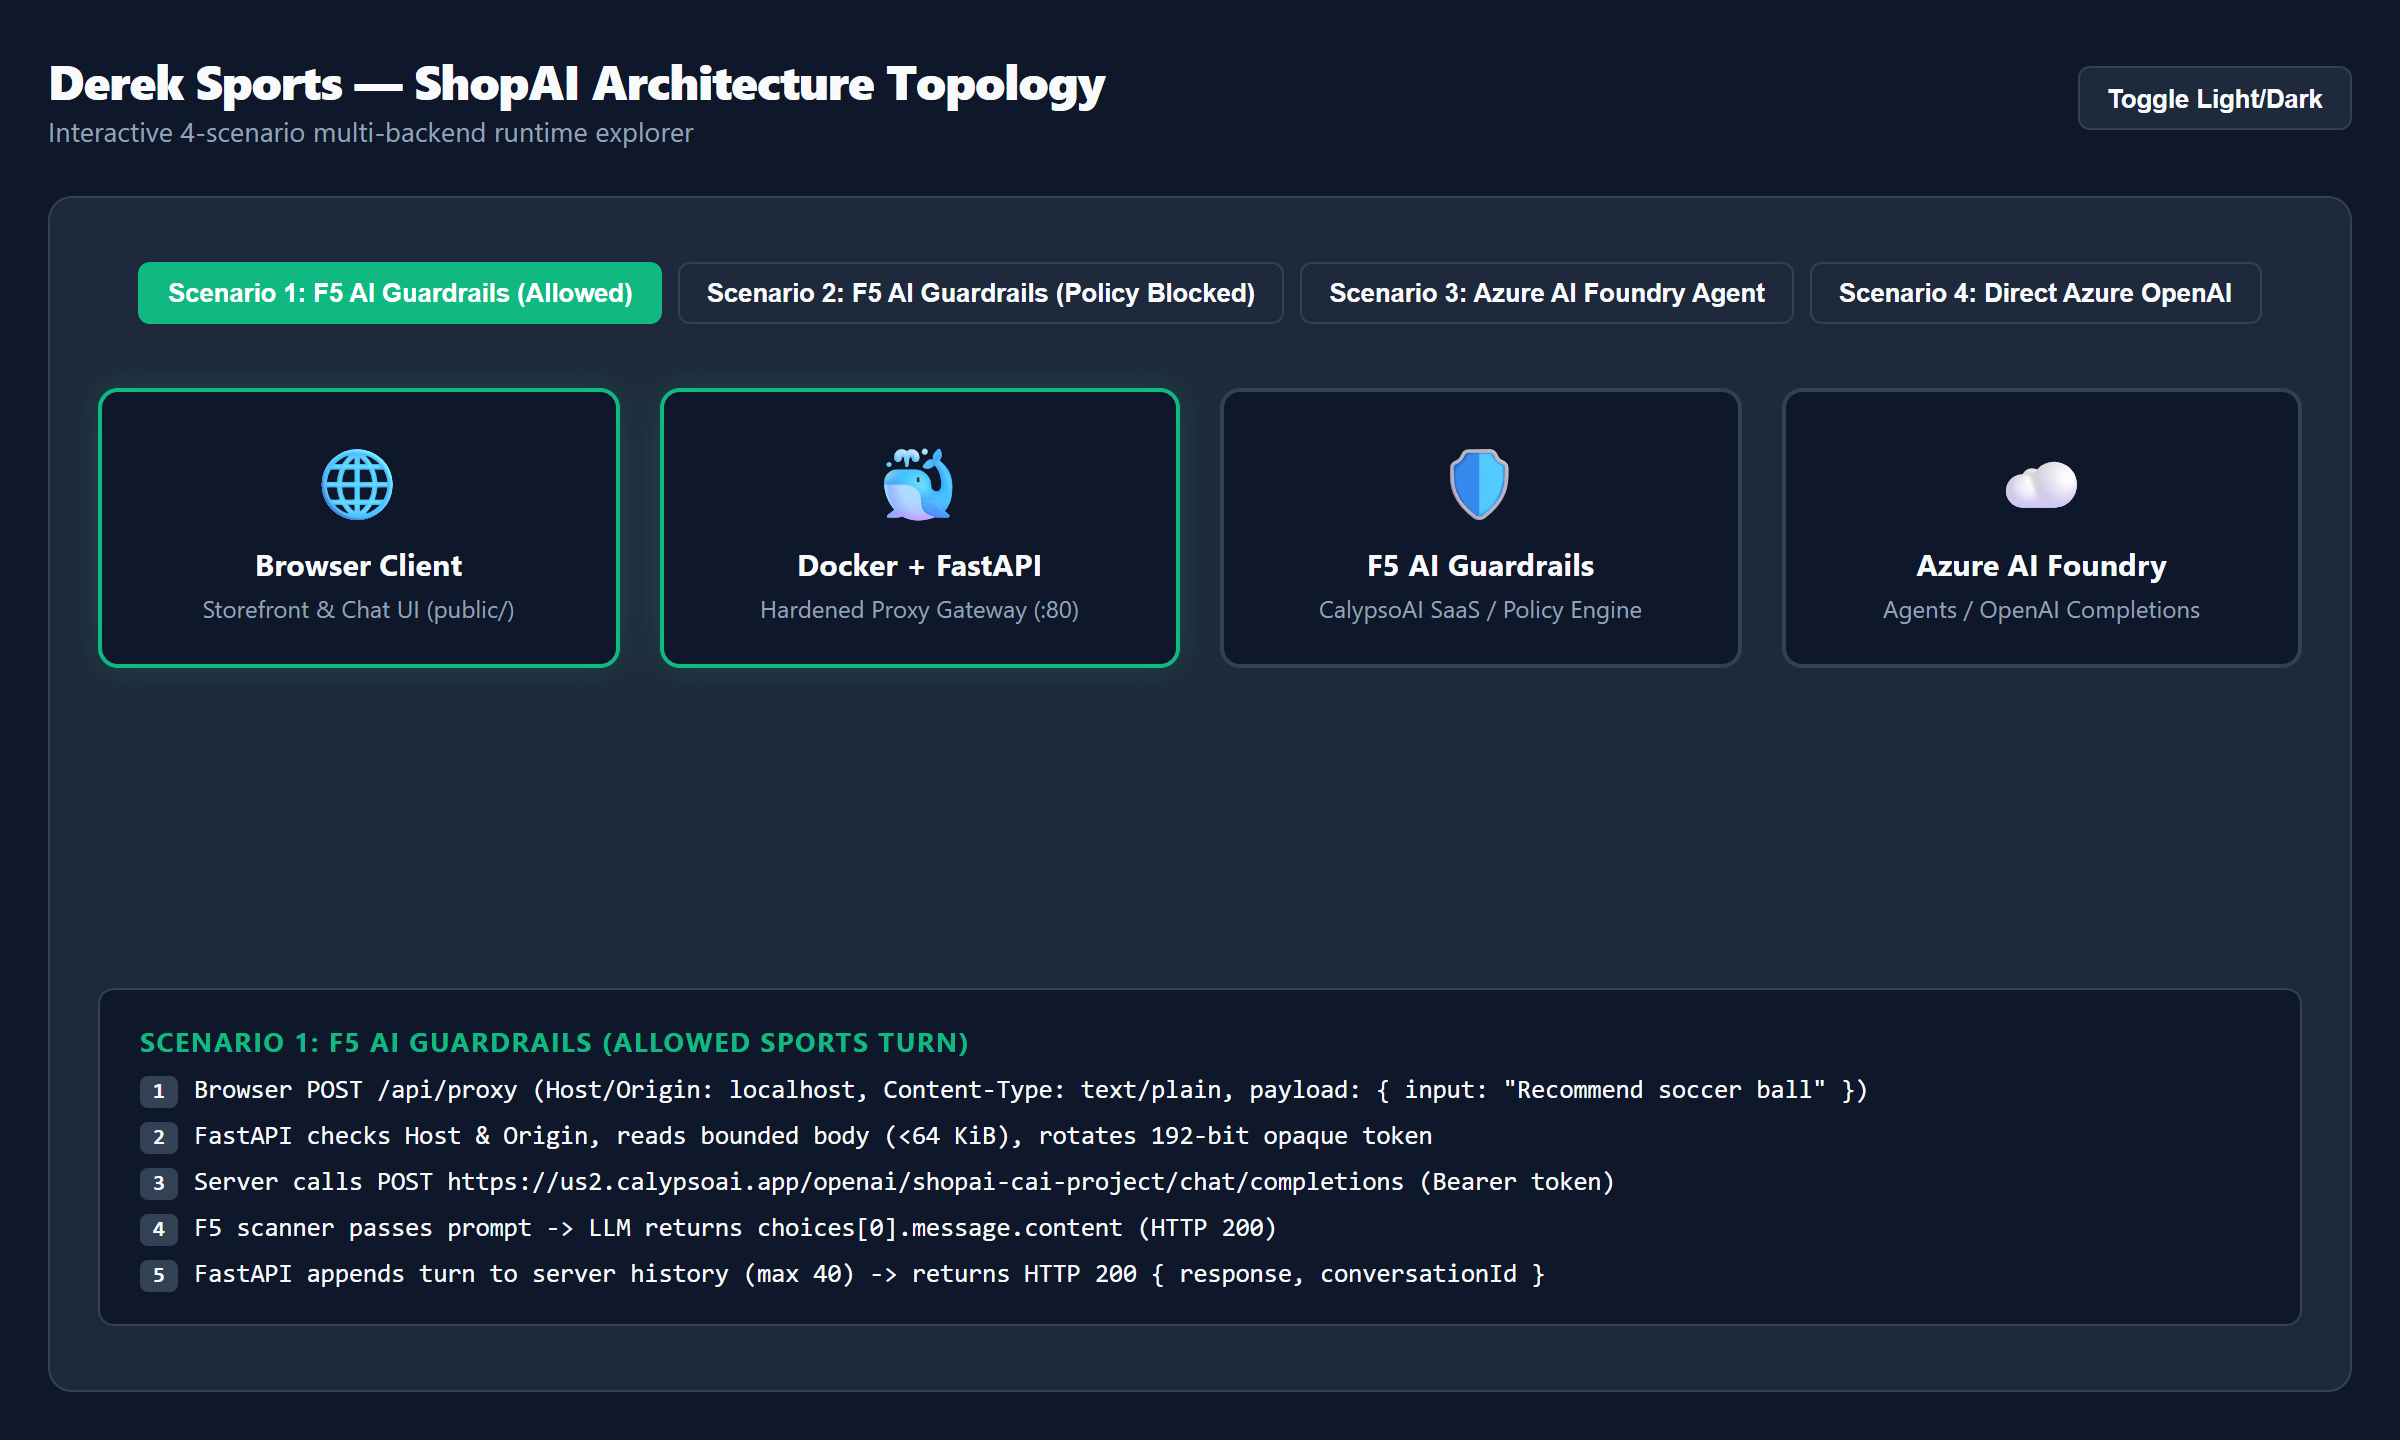 Derek Sports — ShopAI Architecture Topology
Interactive 4-scenario multi-backend runtime explorer
Toggle Light/Dark
Scenario 1: F5 AI Guardrails (Allowed)
Scenario 2: F5 AI Guardrails (Policy Blocked)
Scenario 3: Azure AI Foundry Agent
Scenario 4: Direct Azure OpenAI
Browser Client
Storefront & Chat UI (public/)
Docker + FastAPI
Hardened Proxy Gateway (:80)
F5 AI Guardrails
CalypsoAI SaaS / Policy Engine
Azure AI Foundry
Agents / OpenAI Completions
SCENARIO 1: F5 AI GUARDRAILS (ALLOWED SPORTS TURN)
1 Browser POST /api/proxy (Host/Origin: localhost, Content-Type: text/plain, payload: { input: "Recommend soccer ball" })
2 FastAPI checks Host & Origin, reads bounded body (<64 KiB), rotates 192-bit opaque token
3 Server calls POST https://us2.calypsoai.app/openai/shopai-cai-project/chat/completions (Bearer token)
4 F5 scanner passes prompt -> LLM returns choices[0].message.content (HTTP 200)
5 FastAPI appends turn to server history (max 40) -> returns HTTP 200 { response, conversationId }